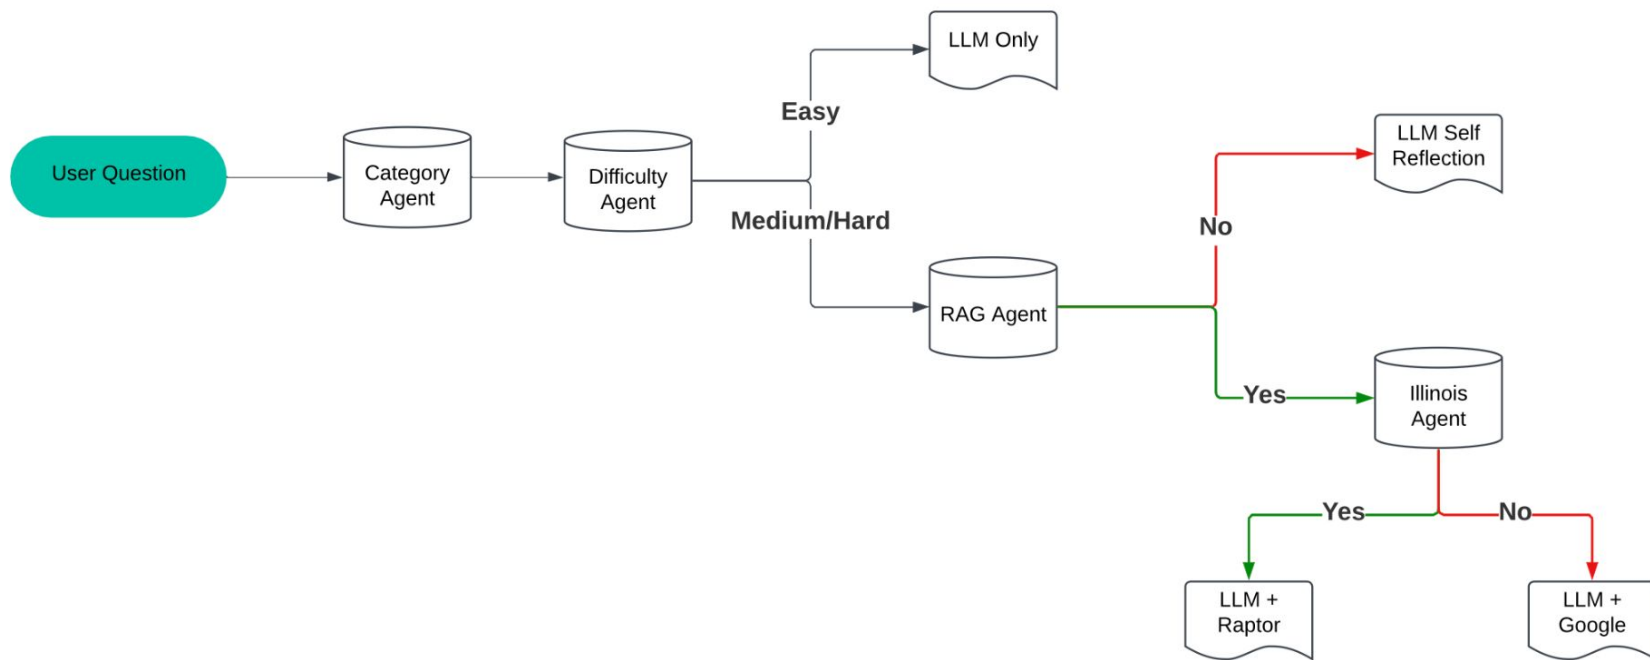 LLM Only
Easy
User Question
Category
Agent
Difficulty
Agent
Medium/Hard
LLM Self
Reflection
No
RAG Agent
Yes
Illinois
Agent
Yes
No
LLM +
Raptor
LLM +
Google